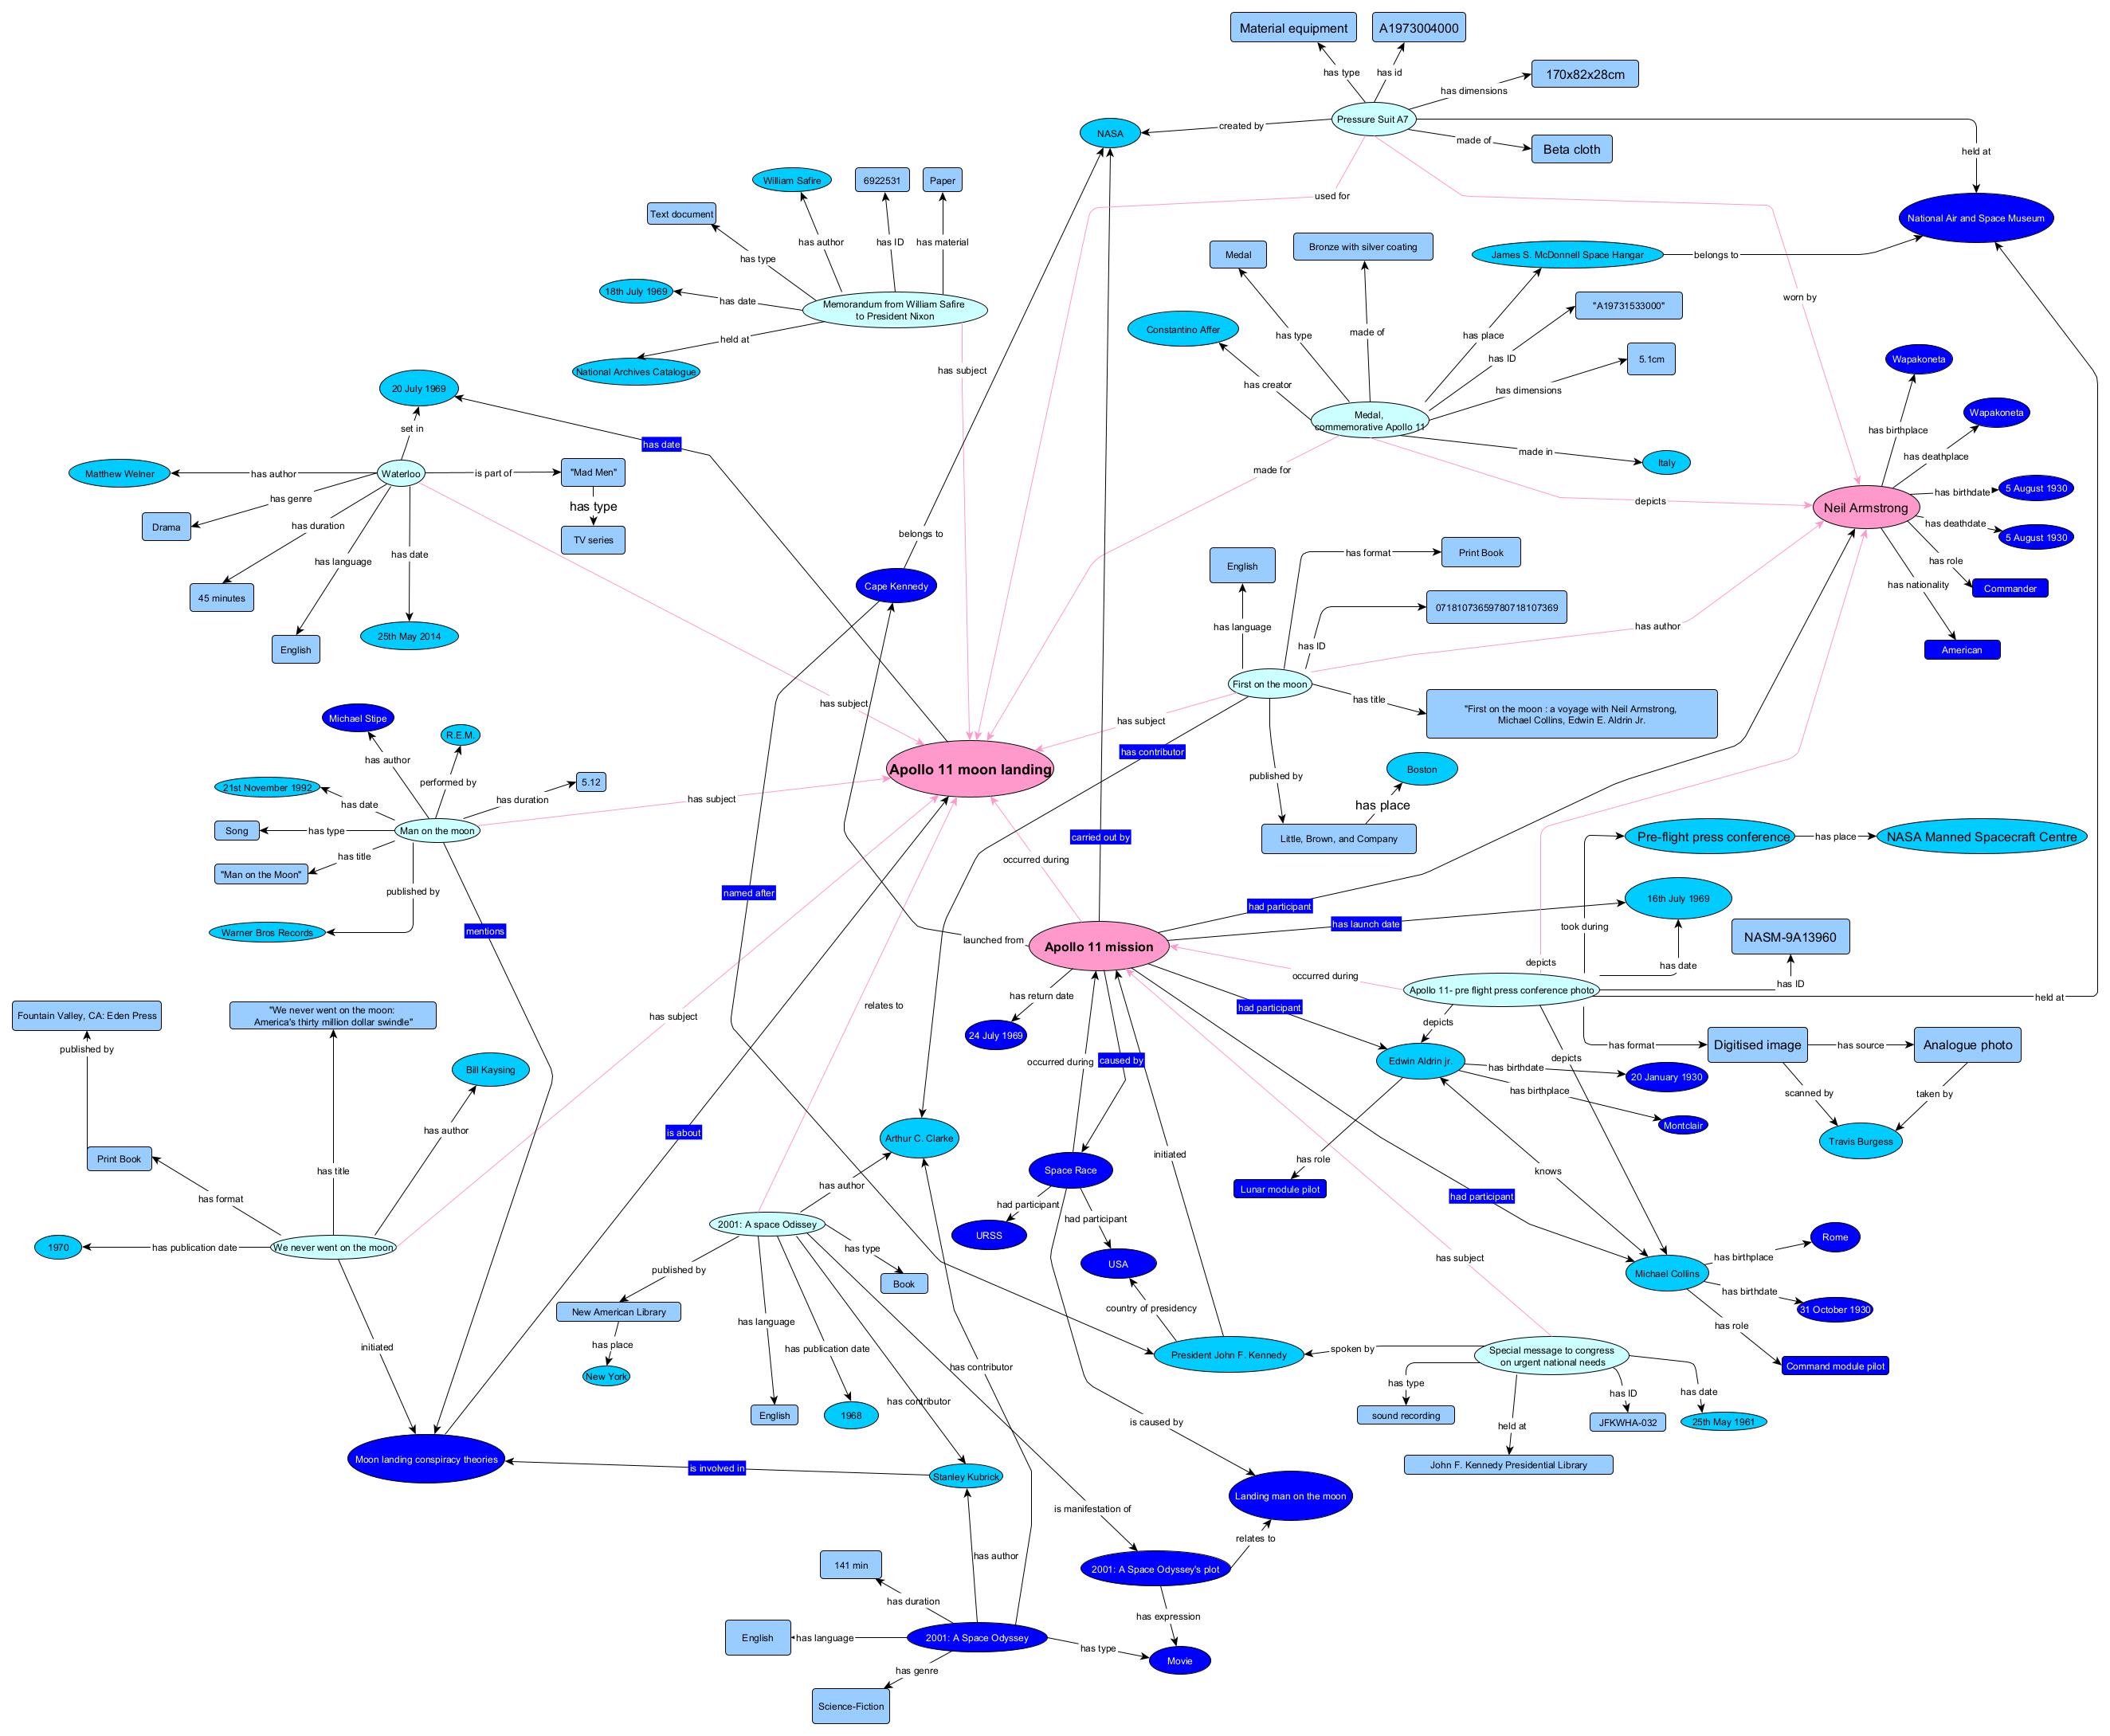 Material equipment
A1973004000
has type
has id
170x82x28cm
has dimensions
Pressure Suit A7
NASA
created by
made of
Beta cloth
held at
William Safire
6922531
Paper
used for
Text document
National Air and Space Museum
has author
has ID
has material
has type
Medal
Bronze with silver coating
James S. McDonnell Space Hangar
belongs to
18th July 1969
has date
Memorandum from William Safire
to President Nixon
worn by
"A19731533000"
Constantino Affer
has type
made of
has place
held at
has ID
5.1cm
Wapakoneta
National Archives Catalogue
has subject
has creator
has dimensions
20 July 1969
Wapakoneta
Medal,
commemorative Apollo 11
set in
has date
has birthplace
made in
has deathplace
Italy
Matthew Welner
has author
Waterloo
is part of
"Mad Men"
made for
has genre
has type
depicts
Neil Armstrong
has birthdate
5 August 1930
Drama
has duration
TV series
belongs to
has deathdate
5 August 1930
has language
has date
English
has format
Print Book
has role
Cape Kennedy
has nationality
Commander
45 minutes
07181073659780718107369
English
25th May 2014
has language
has ID
has author
American
First on the moon
has title
"First on the moon : a voyage with Neil Armstrong,
Michael Collins, Edwin E. Aldrin Jr.
Michael Stipe
has subject
R.E.M.
has subject
has author
has contributor
Apollo 11 moon landing
Boston
performed by
published by
21st November 1992
has date
has duration
5.12
has place
has subject
Song
has type
Man on the moon
Little, Brown, and Company
carried out by
Pre-flight press conference
has place
NASA Manned Spacecraft Centre
has title
occurred during
"Man on the Moon"
published by
named after
had participant
16th July 1969
has launch date
took during
Warner Bros Records
mentions
launched from
Apollo 11 mission
NASM-9A13960
depicts
has date
has ID
occurred during
Apollo 11- pre flight press conference photo
held at
has return date
Fountain Valley, CA: Eden Press
"We never went on the moon:
America's thirty million dollar swindle"
has subject
relates to
had participant
24 July 1969
depicts
published by
has format
Digitised image
has source
Analogue photo
occurred during
caused by
Edwin Aldrin jr.
depicts
has birthdate
20 January 1930
Bill Kaysing
has birthplace
scanned by
taken by
has author
is about
Arthur C. Clarke
Montclair
Travis Burgess
Print Book
has title
initiated
has role
knows
Space Race
has author
Lunar module pilot
had participant
has format
had participant
had participant
2001: A space Odissey
URSS
Rome
1970
has publication date
We never went on the moon
has type
has subject
has birthplace
published by
USA
Michael Collins
Book
has birthdate
31 October 1930
New American Library
country of presidency
has language
has role
initiated
has place
has publication date
President John F. Kennedy
spoken by
Special message to congress
on urgent national needs
Command module pilot
has contributor
New York
has type
has ID
has date
has contributor
English
1968
sound recording
JFKWHA-032
25th May 1961
is caused by
held at
Moon landing conspiracy theories
is involved in
Stanley Kubrick
John F. Kennedy Presidential Library
Landing man on the moon
is manifestation of
relates to
has author
141 min
2001: A Space Odyssey's plot
has duration
has expression
English
has language
2001: A Space Odyssey
has type
Movie
has genre
Science-Fiction